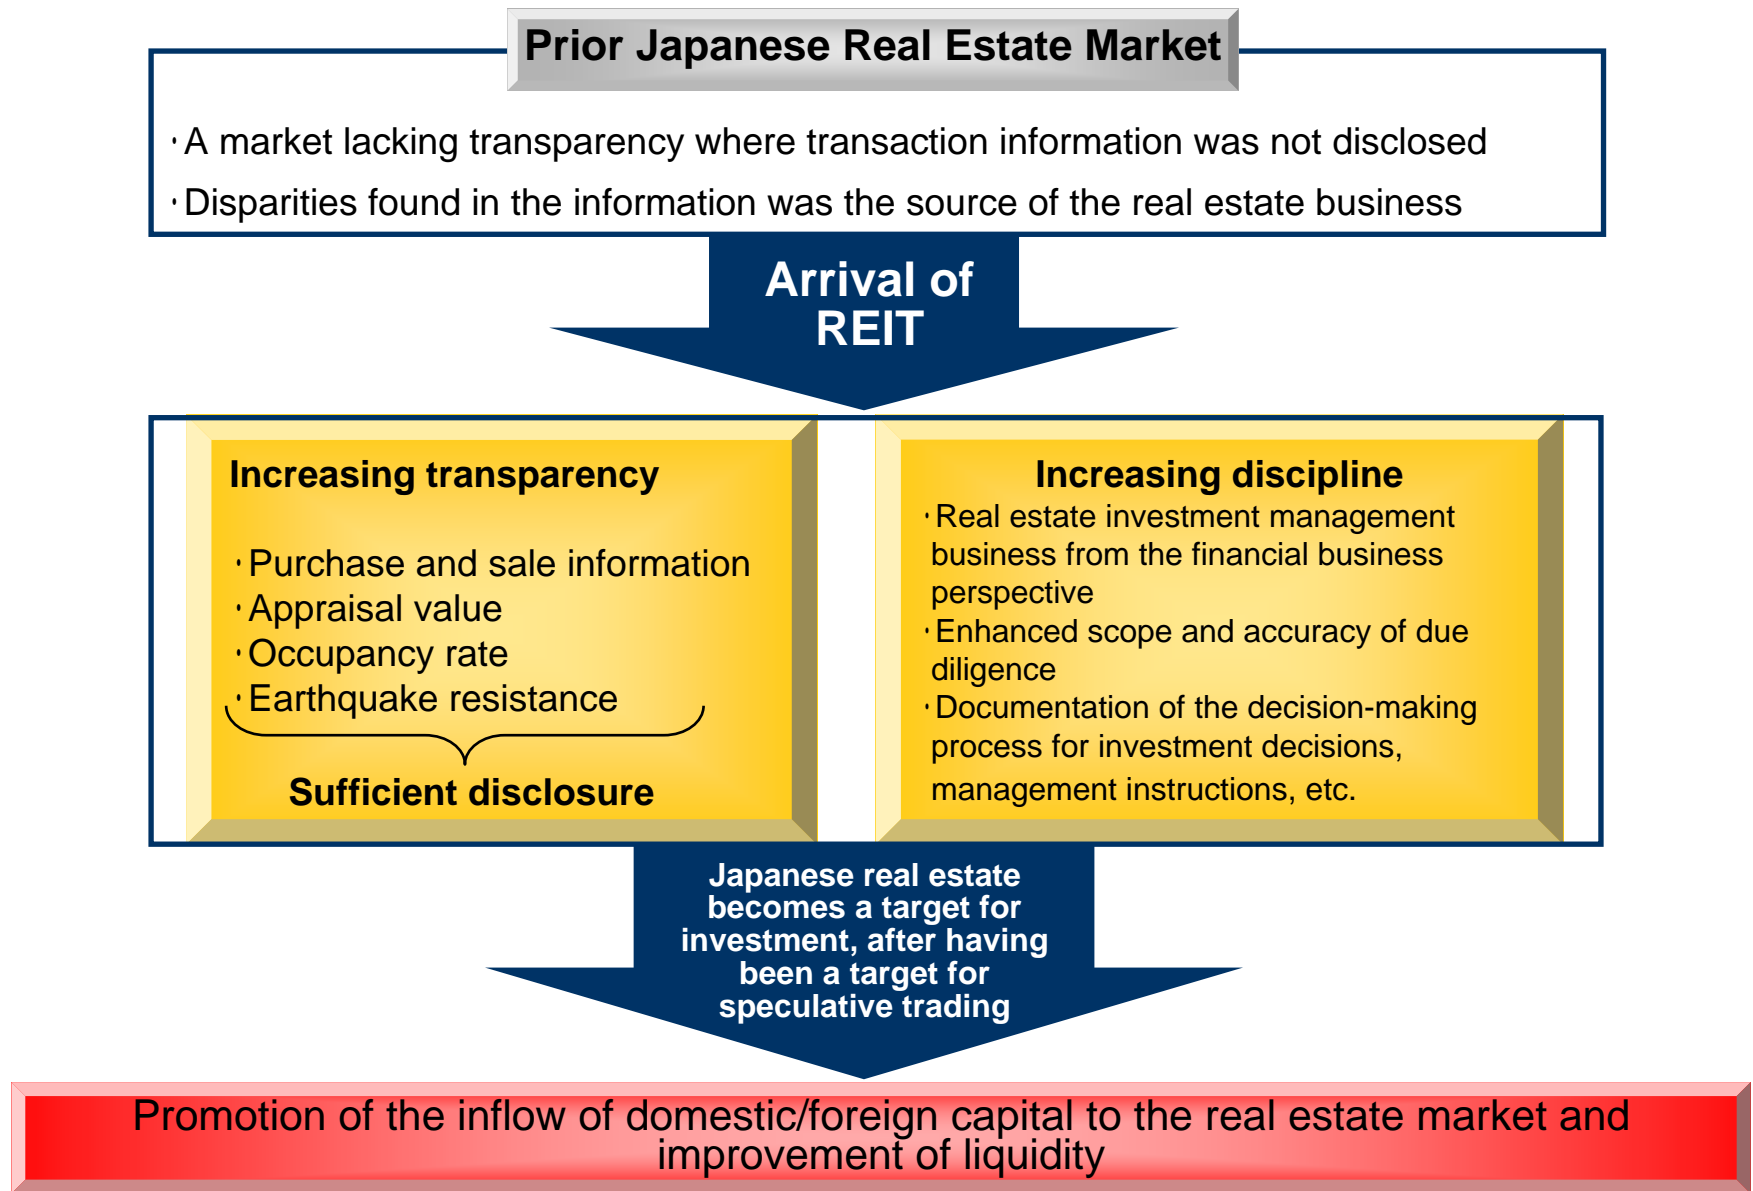 Prior Japanese Real Estate Market
·A market lacking transparency where transaction information was not disclosed
·Disparities found in the information was the source of the real estate business
Arrival of
REIT
Increasing transparency
·Purchase and sale information
·Appraisal value
·Occupancy rate
·Earthquake resistance
Sufficient disclosure
Increasing discipline
·Real estate investment management
business from the financial business
perspective
·Enhanced scope and accuracy of due
diligence
·Documentation of the decision-making
process for investment decisions,
management instructions, etc.
Japanese real estate
becomes a target for
investment, after having
been a target for
speculative trading
Promotion of the inflow of domestic/foreign capital to the real estate market and
improvement of liquidity